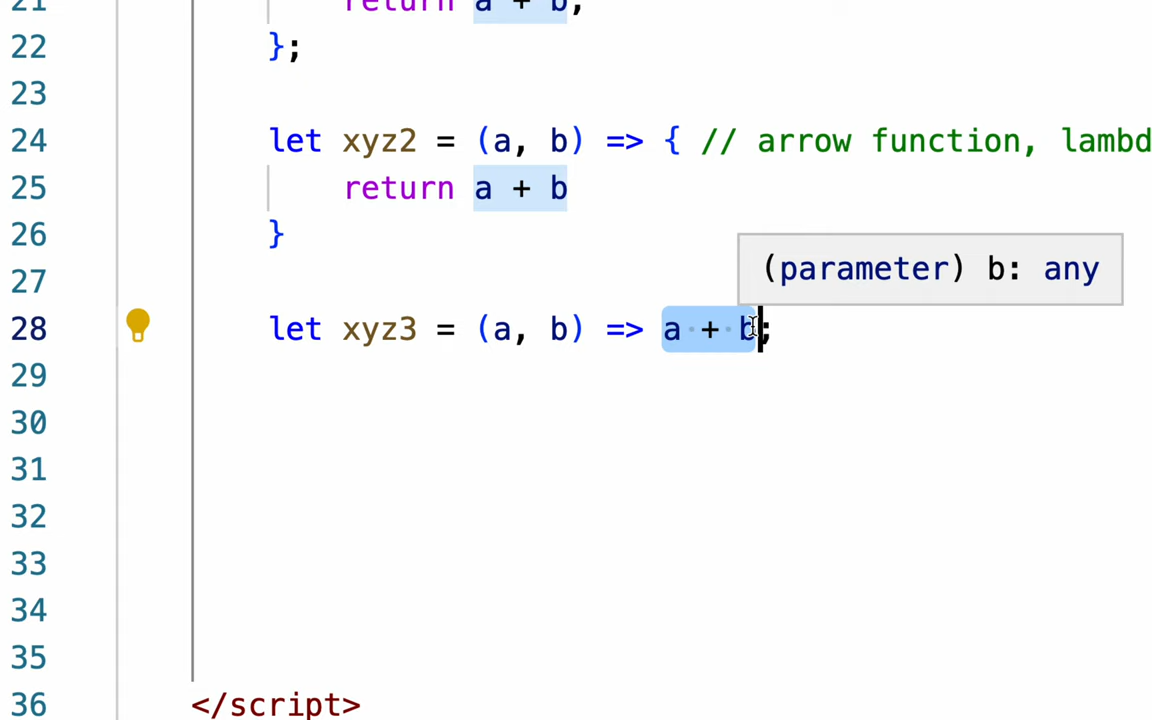 21 return a + b;
22 };
23
24 let xyz2 = (a, b) => { // arrow function, lambd
25 return a + b
26 }
(parameter) b: any
27
28 let xyz3 = (a, b) => a + b;
29
30
31
32
33
34
35
36 </script>